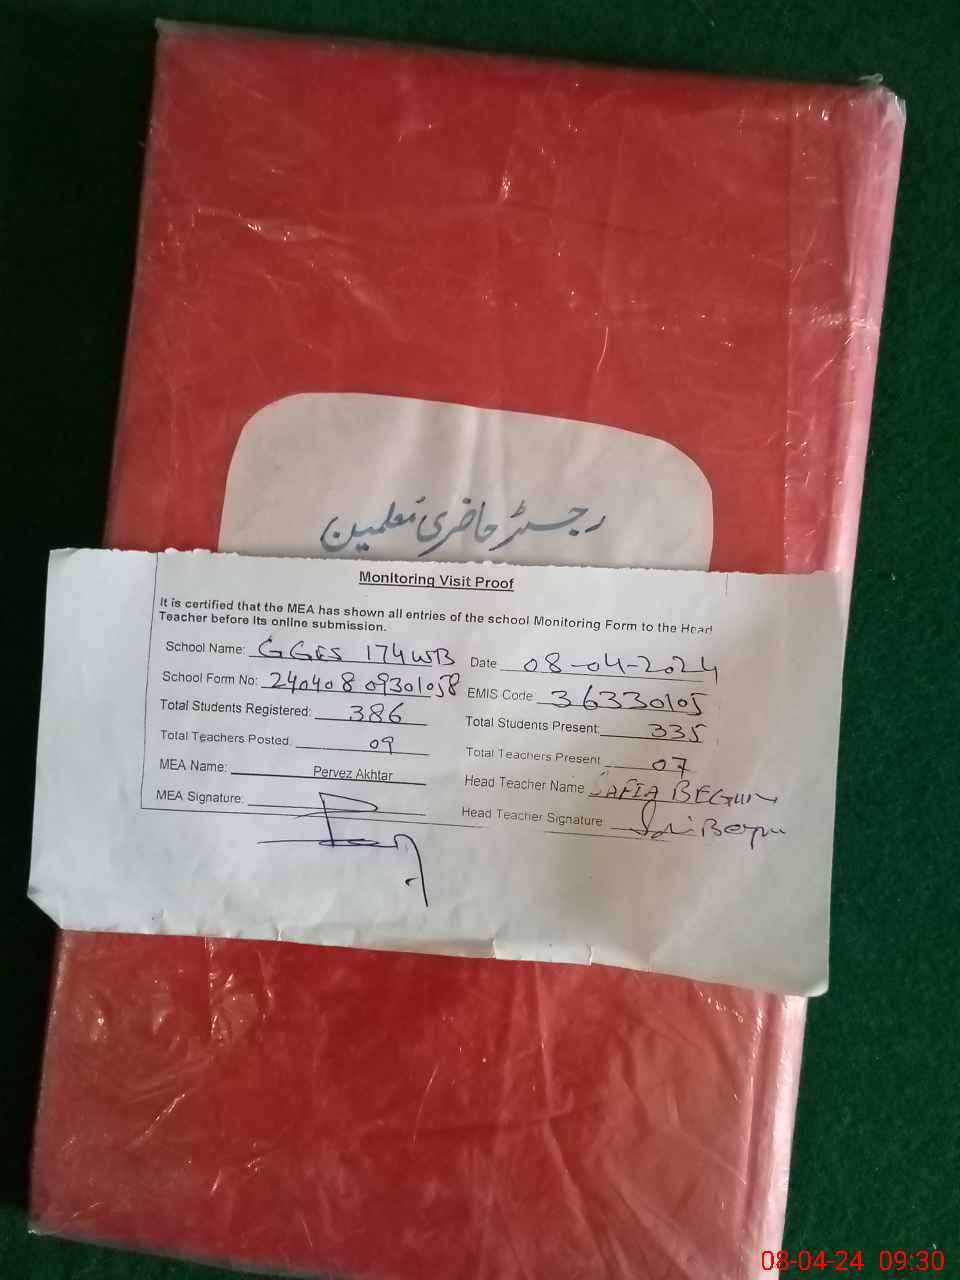 رجسٹر حاضری معلمین
Monitoring Visit Proof
It is certified that the MEA has shown all entries of the school Monitoring Form to the Head
Teacher before its online submission.
School Name: GGES 174WB Date 08-04-2024
School Form No: 24040809301058 EMIS Code 36330105
Total Students Registered: 386 Total Students Present: 335
Total Teachers Posted: 09 Total Teachers Present 07
MEA Name: Pervez Akhtar Head Teacher Name SAFIA BEGUM
MEA Signature: Head Teacher Signature
08-04-24 09:30